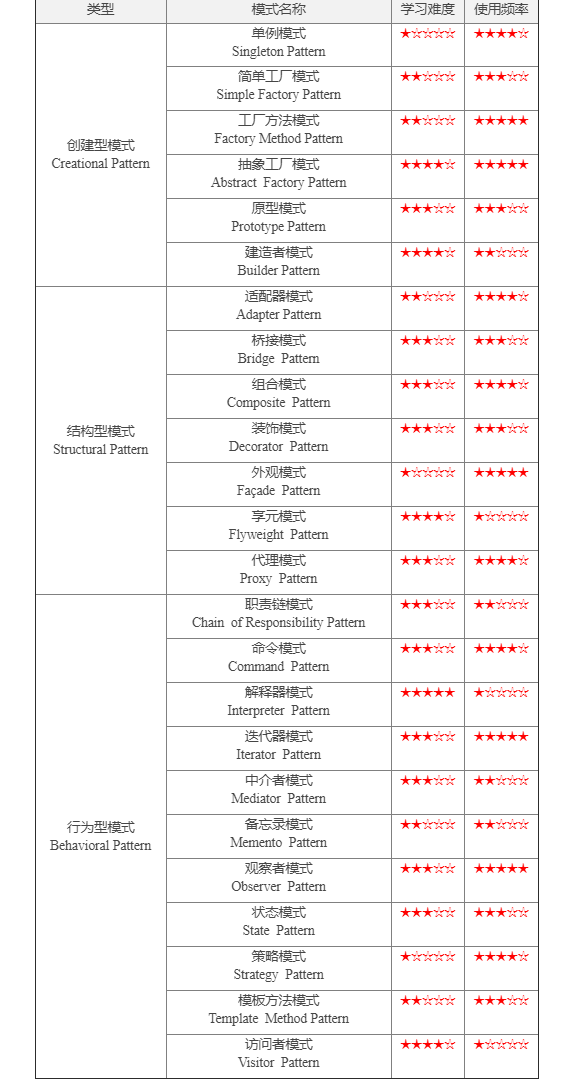 类型 模式名称 学习难度 使用频率
创建型模式
Creational Pattern
单例模式
Singleton Pattern
★☆☆☆☆ ★★★★☆
简单工厂模式
Simple Factory Pattern
★★☆☆☆ ★★★☆☆
工厂方法模式
Factory Method Pattern
★★☆☆☆ ★★★★★
抽象工厂模式
Abstract Factory Pattern
★★★★☆ ★★★★★
原型模式
Prototype Pattern
★★★☆☆ ★★★☆☆
建造者模式
Builder Pattern
★★★★☆ ★★☆☆☆
结构型模式
Structural Pattern
适配器模式
Adapter Pattern
★★☆☆☆ ★★★★☆
桥接模式
Bridge Pattern
★★★☆☆ ★★★☆☆
组合模式
Composite Pattern
★★★☆☆ ★★★★☆
装饰模式
Decorator Pattern
★★★☆☆ ★★★☆☆
外观模式
Façade Pattern
★☆☆☆☆ ★★★★★
享元模式
Flyweight Pattern
★★★★☆ ★☆☆☆☆
代理模式
Proxy Pattern
★★★☆☆ ★★★★☆
行为型模式
Behavioral Pattern
职责链模式
Chain of Responsibility Pattern
★★★☆☆ ★★☆☆☆
命令模式
Command Pattern
★★★☆☆ ★★★★☆
解释器模式
Interpreter Pattern
★★★★★ ★☆☆☆☆
迭代器模式
Iterator Pattern
★★★☆☆ ★★★★★
中介者模式
Mediator Pattern
★★★☆☆ ★★☆☆☆
备忘录模式
Memento Pattern
★★☆☆☆ ★★☆☆☆
观察者模式
Observer Pattern
★★★☆☆ ★★★★★
状态模式
State Pattern
★★★☆☆ ★★★☆☆
策略模式
Strategy Pattern
★☆☆☆☆ ★★★★☆
模板方法模式
Template Method Pattern
★★☆☆☆ ★★★☆☆
访问者模式
Visitor Pattern
★★★★☆ ★☆☆☆☆